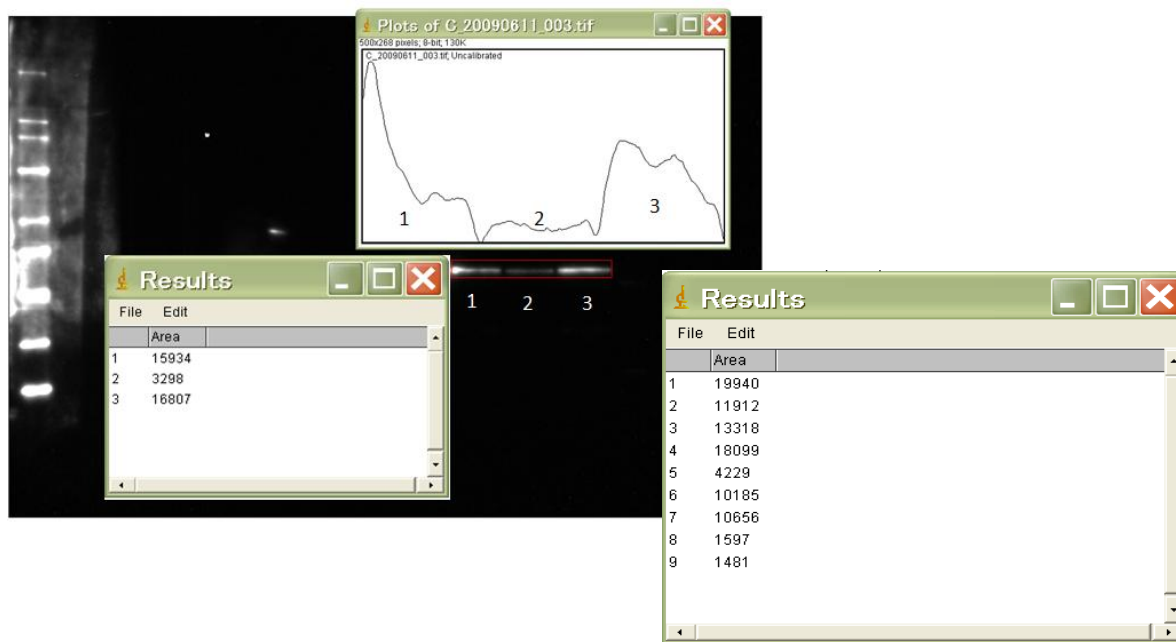 Plots of C_20090611_003.tif
500x268 pixels; 8-bit; 130K
C_20090611_003.tif; Uncalibrated
1
2
3
1
2
3
Results
File Edit
Area
1 15934
2 3298
3 16807
Results
File Edit
Area
1 19940
2 11912
3 13318
4 18099
5 4229
6 10185
7 10656
8 1597
9 1481